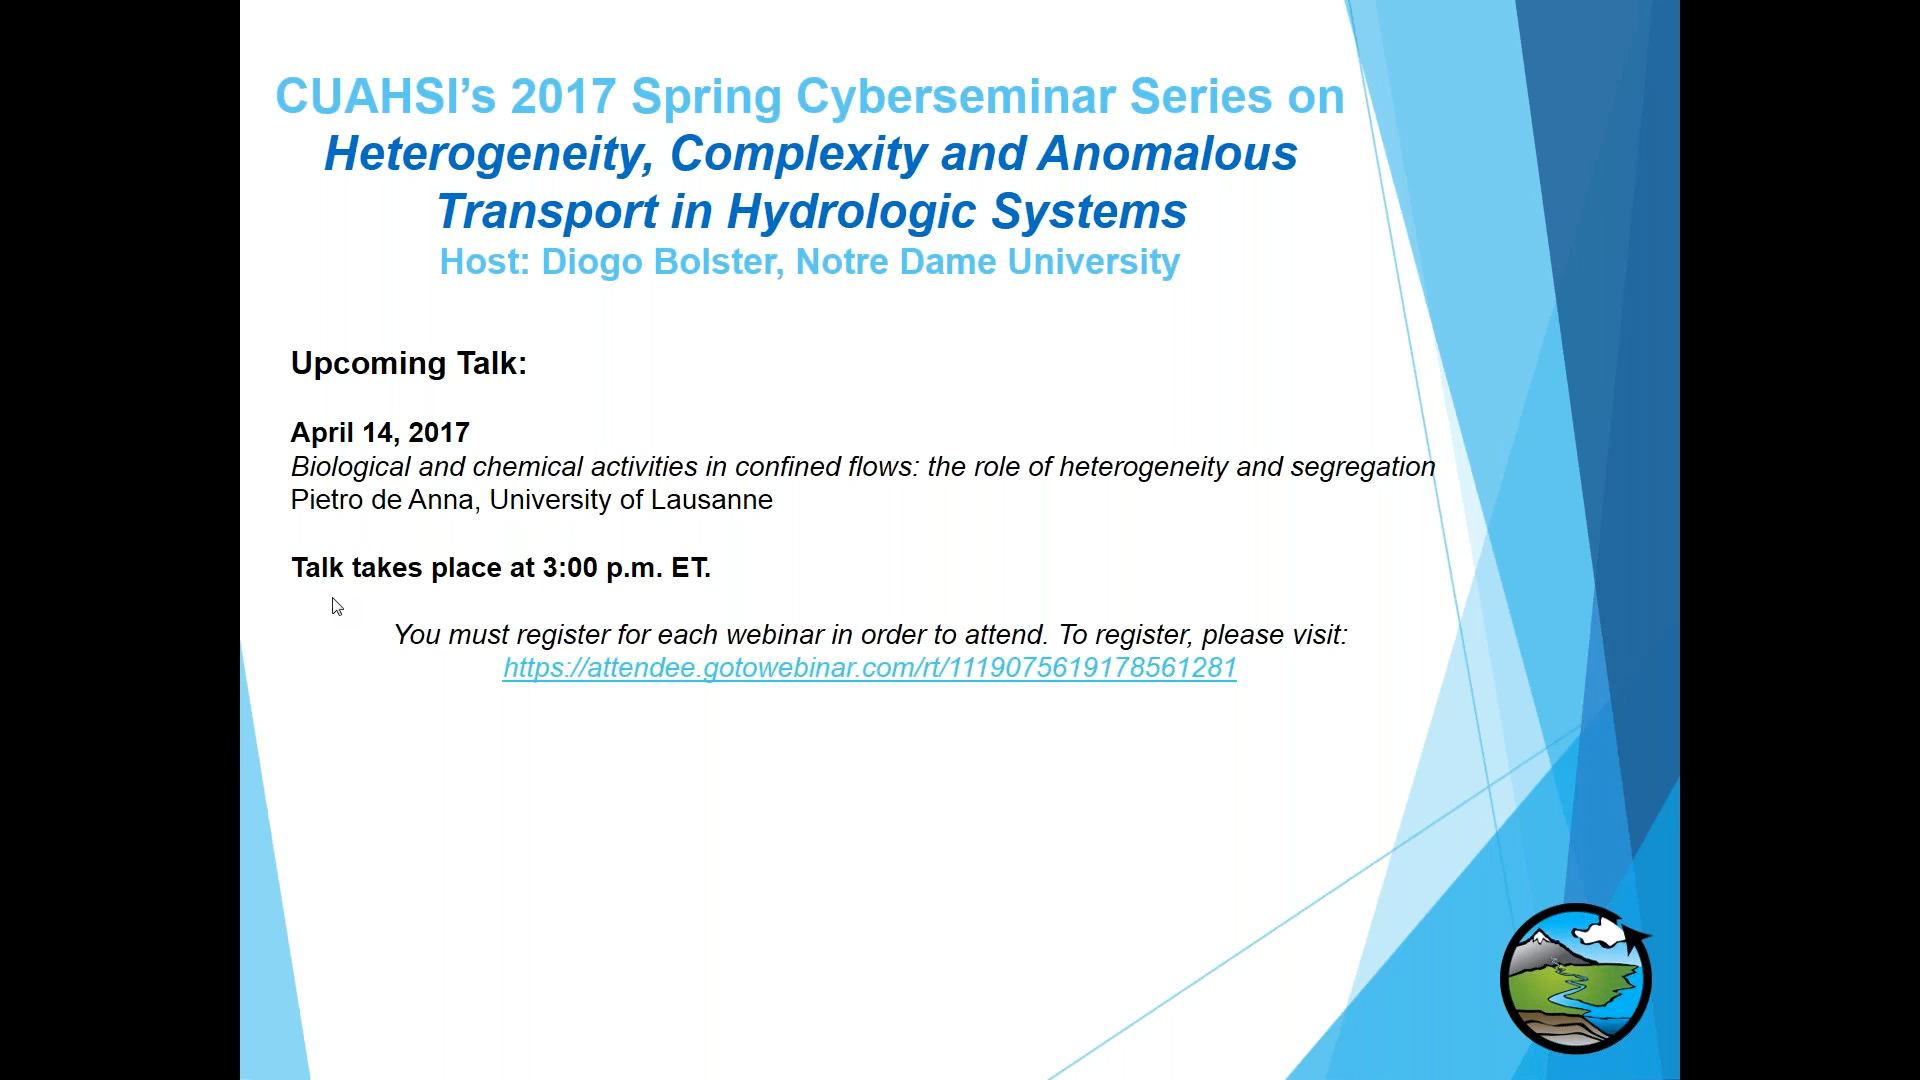 CUAHSI’s 2017 Spring Cyberseminar Series on
Heterogeneity, Complexity and Anomalous
Transport in Hydrologic Systems
Host: Diogo Bolster, Notre Dame University
Upcoming Talk:
April 14, 2017
Biological and chemical activities in confined flows: the role of heterogeneity and segregation
Pietro de Anna, University of Lausanne
Talk takes place at 3:00 p.m. ET.
You must register for each webinar in order to attend. To register, please visit:
https://attendee.gotowebinar.com/rt/1119075619178561281